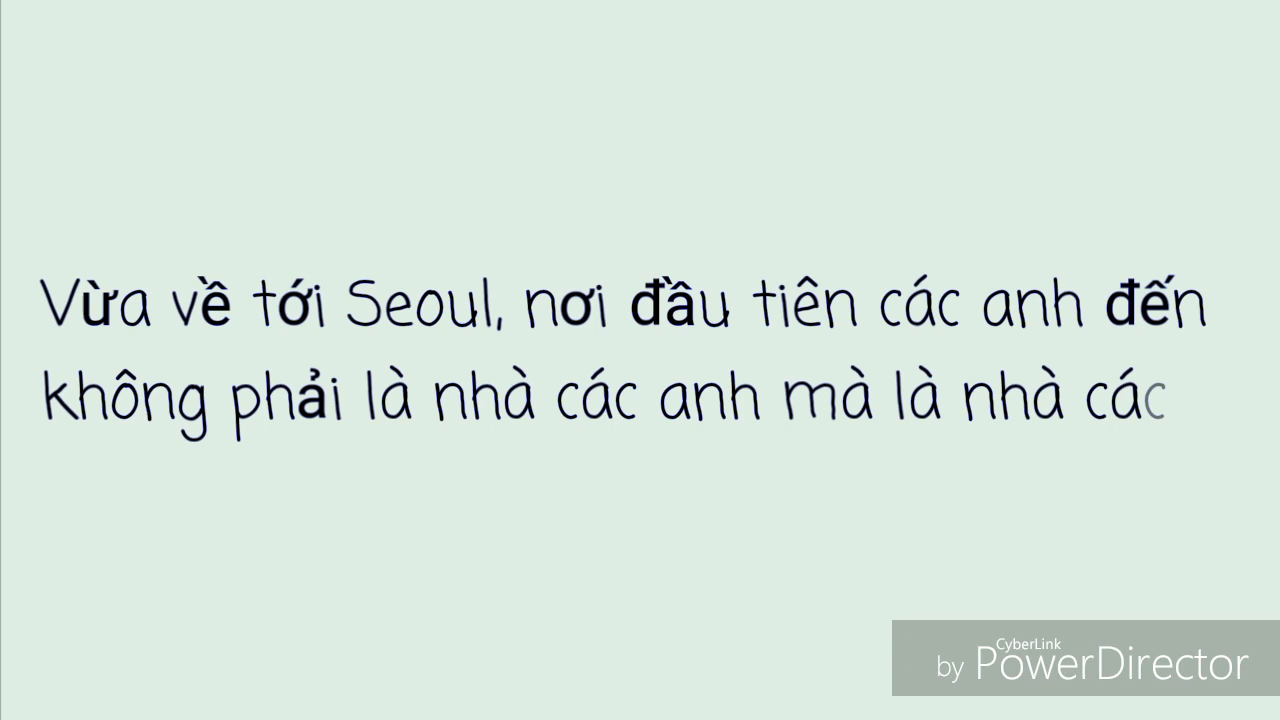 Vừa về tới Seoul, nơi đầu tiên các anh đến
không phải là nhà các anh mà là nhà các
CyberLink
by PowerDirector